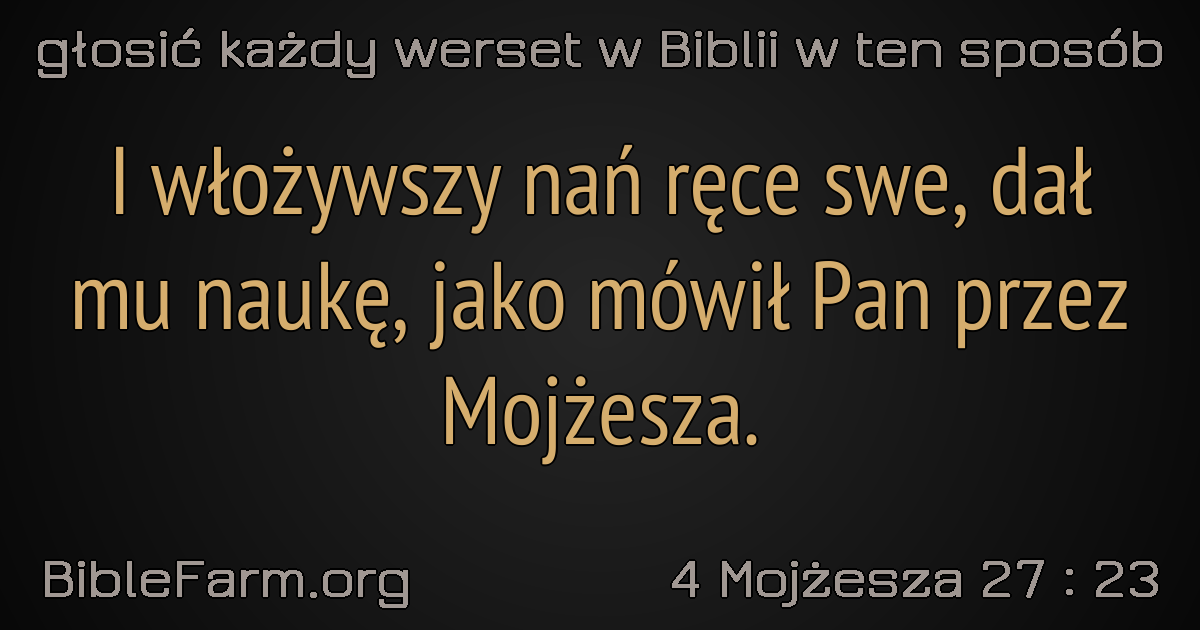 głosić każdy werset w Biblii w ten sposób
I włożywszy nań ręce swe, dał
mu naukę, jako mówił Pan przez
Mojżesza.
BibleFarm.org
4 Mojżesza 27 : 23